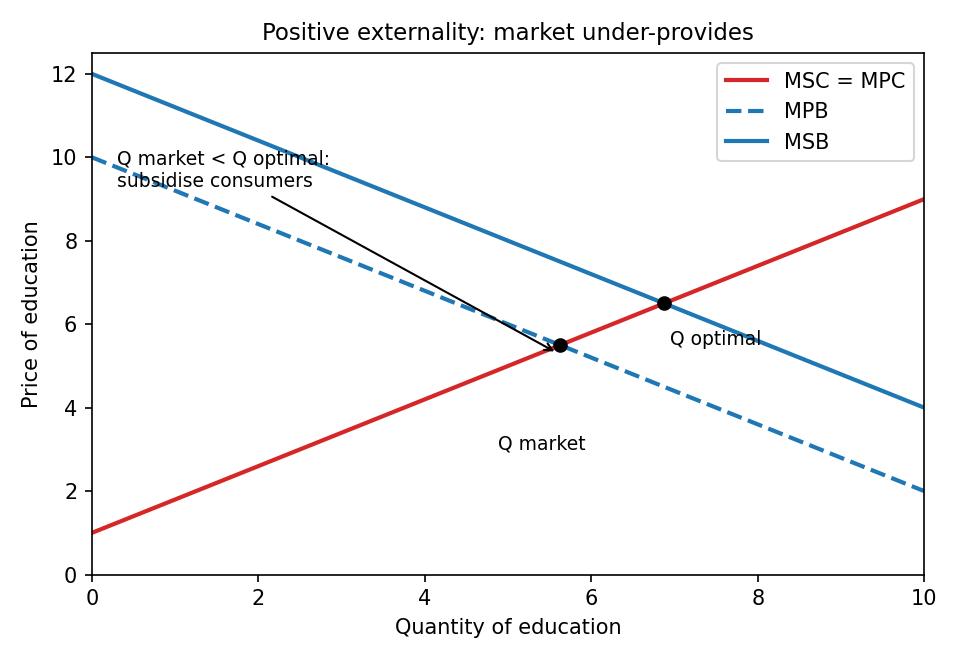 Positive externality: market under-provides
Price of education
12
10
8
6
4
2
0
MSC = MPC
MPB
MSB
Q market < Q optimal:
subsidise consumers
Q optimal
Q market
0
2
4
6
8
10
Quantity of education